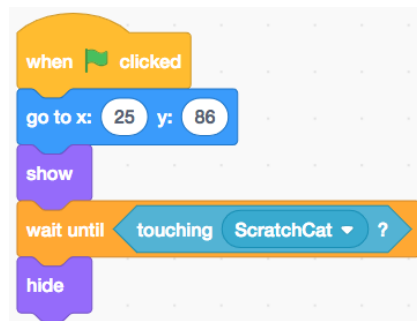 when clicked
go to x: 25 y: 86
show
wait until touching ScratchCat ?
hide